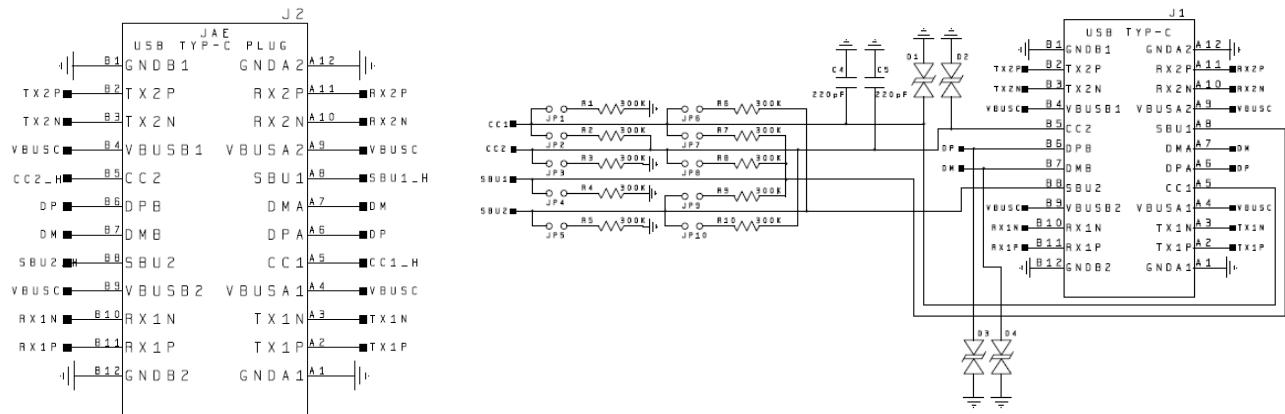 J2
JAE
USB TYP-C PLUG
B1 GNDB1 GNDA2 A12
TX2P B2 TX2P RX2P A11 RX2P
TX2N B3 TX2N RX2N A10 RX2N
VBUSC B4 VBUSB1 VBUSA2 A9 VBUSC
CC2_H B5 CC2 SBU1 A8 SBU1_H
DP B6 DPB DMA A7 DM
DM B7 DMB DPA A6 DP
SBU2_H B8 SBU2 CC1 A5 CC1_H
VBUSC B9 VBUSB2 VBUSA1 A4 VBUSC
RX1N B10 RX1N TX1N A3 TX1N
RX1P B11 RX1P TX1P A2 TX1P
B12 GNDB2 GNDA1 A1
C4 C5 D1 D2
220pF 220pF
R1 300K R6 300K
CC1 JP1 JP6
R2 300K R7 300K
CC2 JP2 JP7
R3 300K R8 300K
JP3 JP8
SBU1
R4 300K R9 300K
JP4 JP9
SBU2
R5 300K R10 300K
JP5 JP10
J1
USB TYP-C
B1 GNDB1 GNDA2 A12
TX2P B2 TX2P RX2P A11 RX2P
TX2N B3 TX2N RX2N A10 RX2N
VBUSC B4 VBUSB1 VBUSA2 A9 VBUSC
B5 CC2 SBU1 A8
DP B6 DPB DMA A7 DM
DM B7 DMB DPA A6 DP
B8 SBU2 CC1 A5
VBUSC B9 VBUSB2 VBUSA1 A4 VBUSC
RX1N B10 RX1N TX1N A3 TX1N
RX1P B11 RX1P TX1P A2 TX1P
B12 GNDB2 GNDA1 A1
D3 D4